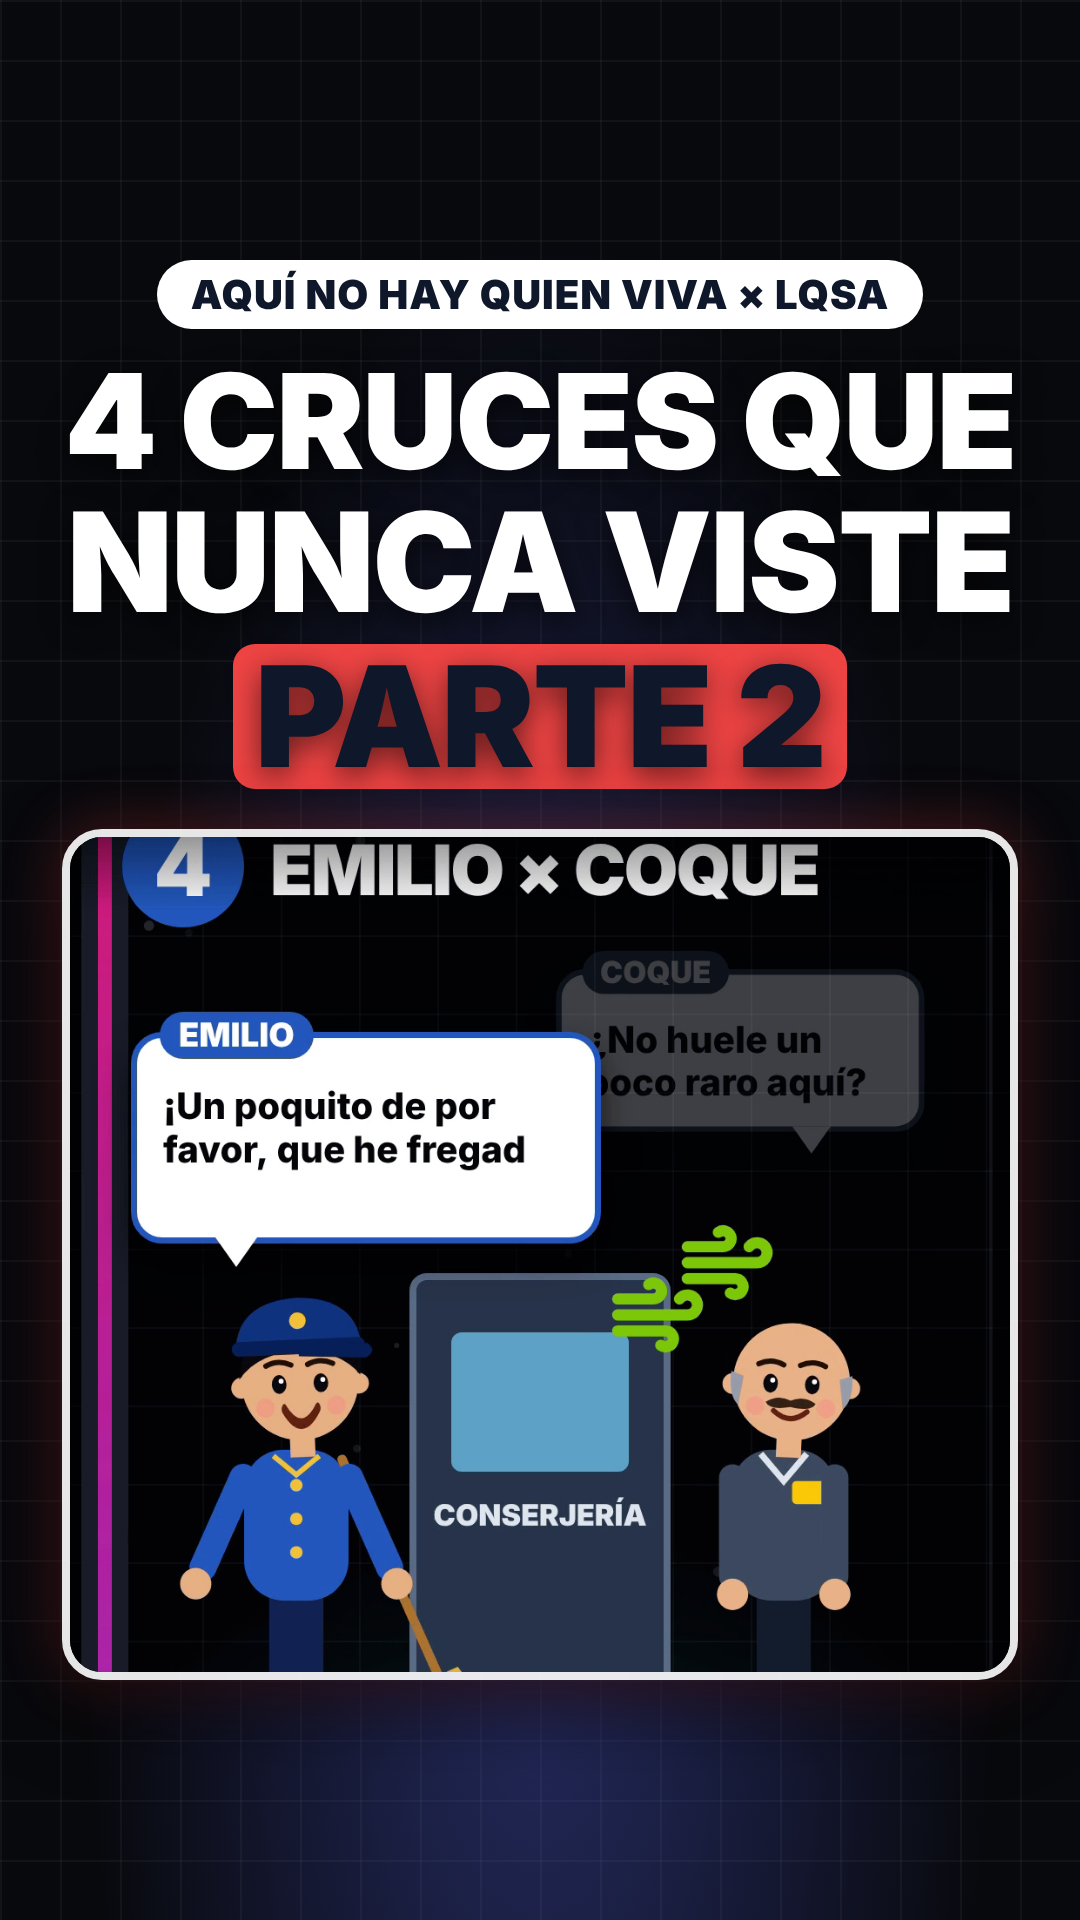 AQUÍ NO HAY QUIEN VIVA × LQSA
4 CRUCES QUE
NUNCA VISTE
PARTE 2
4 EMILIO × COQUE
COQUE
¿No huele un
poco raro aquí?
EMILIO
¡Un poquito de por
favor, que he fregad
CONSERJERÍA